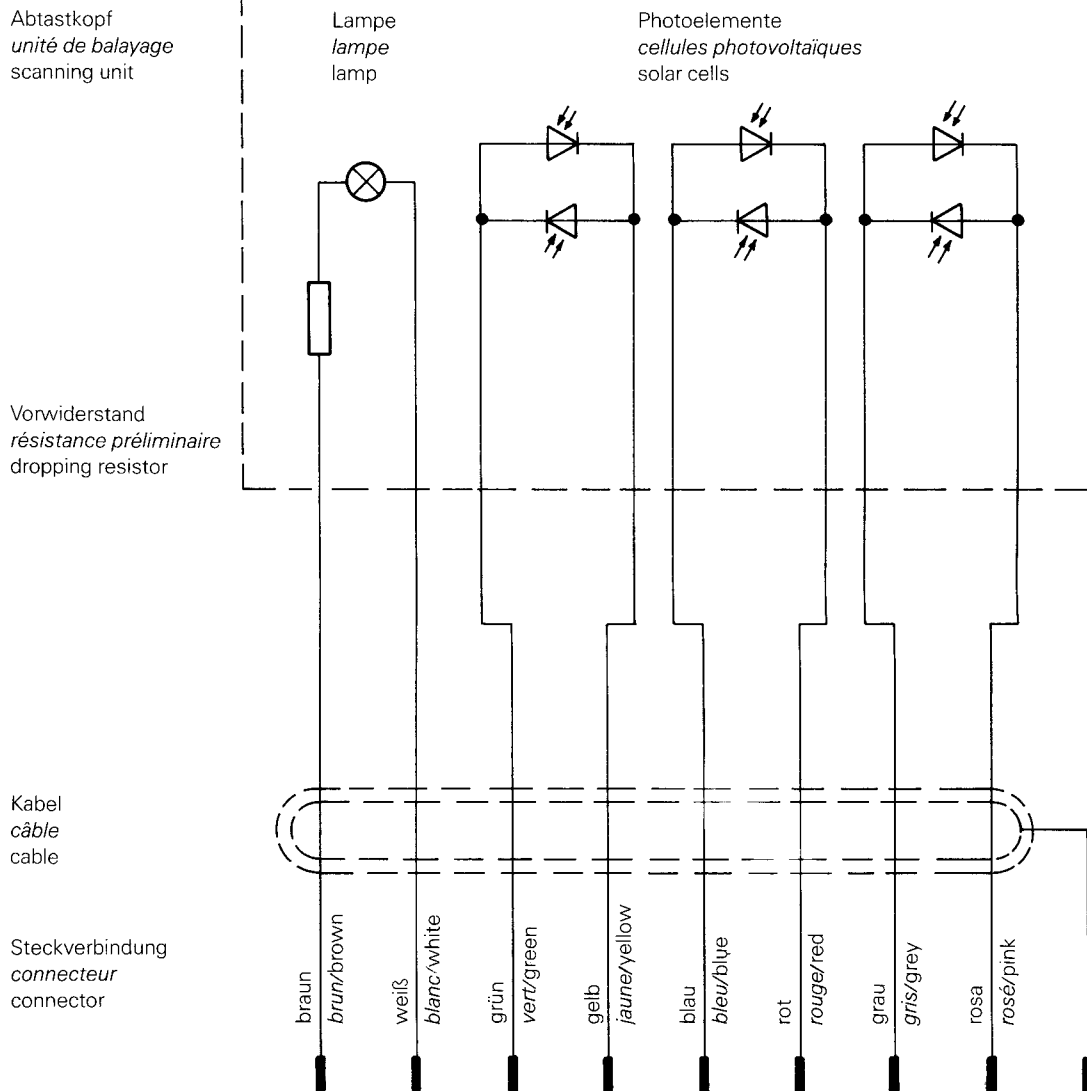 Abtastkopf
unité de balayage
scanning unit
Lampe
lampe
lamp
Photoelemente
cellules photovoltaïques
solar cells
Vorwiderstand
résistance préliminaire
dropping resistor
Kabel
câble
cable
Steckverbindung
connecteur
connector
braun
brun/brown
weiß
blanc/white
grün
vert/green
gelb
jaune/yellow
blau
bleu/blue
rot
rouge/red
grau
gris/grey
rosa
rosé/pink